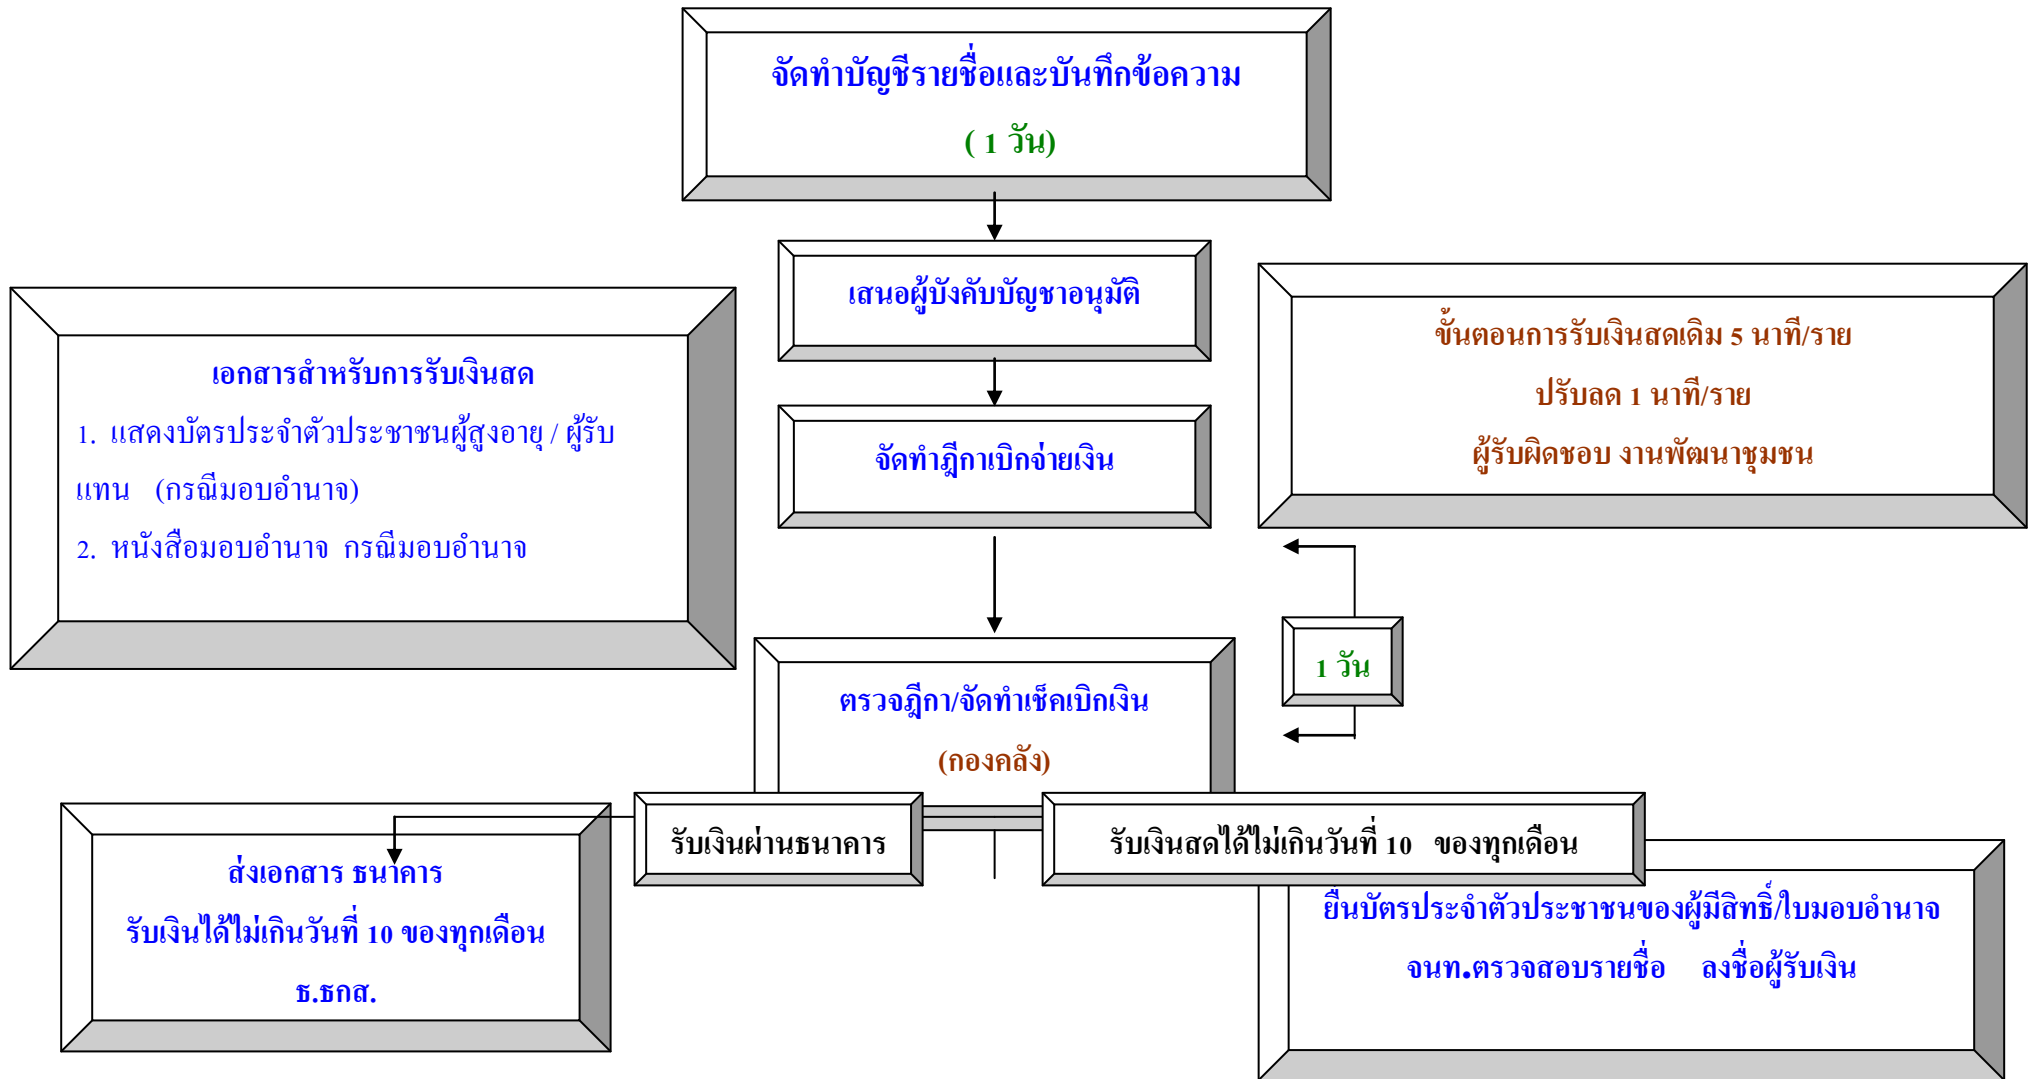 จัดทำบัญชีรายชื่อและบันทึกข้อความ
( 1 วัน)
เสนอผู้บังคับบัญชาอนุมัติ
เอกสารสำหรับการรับเงินสด
1. แสดงบัตรประจำตัวประชาชนผู้สูงอายุ / ผู้รับ
แทน (กรณีมอบอำนาจ)
2. หนังสือมอบอำนาจ กรณีมอบอำนาจ
ขั้นตอนการรับเงินสดเดิม 5 นาที/ราย
ปรับลด 1 นาที/ราย
ผู้รับผิดชอบ งานพัฒนาชุมชน
จัดทำฎีกาเบิกจ่ายเงิน
1 วัน
ตรวจฎีกา/จัดทำเช็คเบิกเงิน
(กองคลัง)
รับเงินผ่านธนาคาร
รับเงินสดได้ไม่เกินวันที่ 10 ของทุกเดือน
ส่งเอกสาร ธนาคาร
รับเงินได้ไม่เกินวันที่ 10 ของทุกเดือน
ธ.ธกส.
ยื่นบัตรประจำตัวประชาชนของผู้มีสิทธิ์/ใบมอบอำนาจ
จนท.ตรวจสอบรายชื่อ ลงชื่อผู้รับเงิน